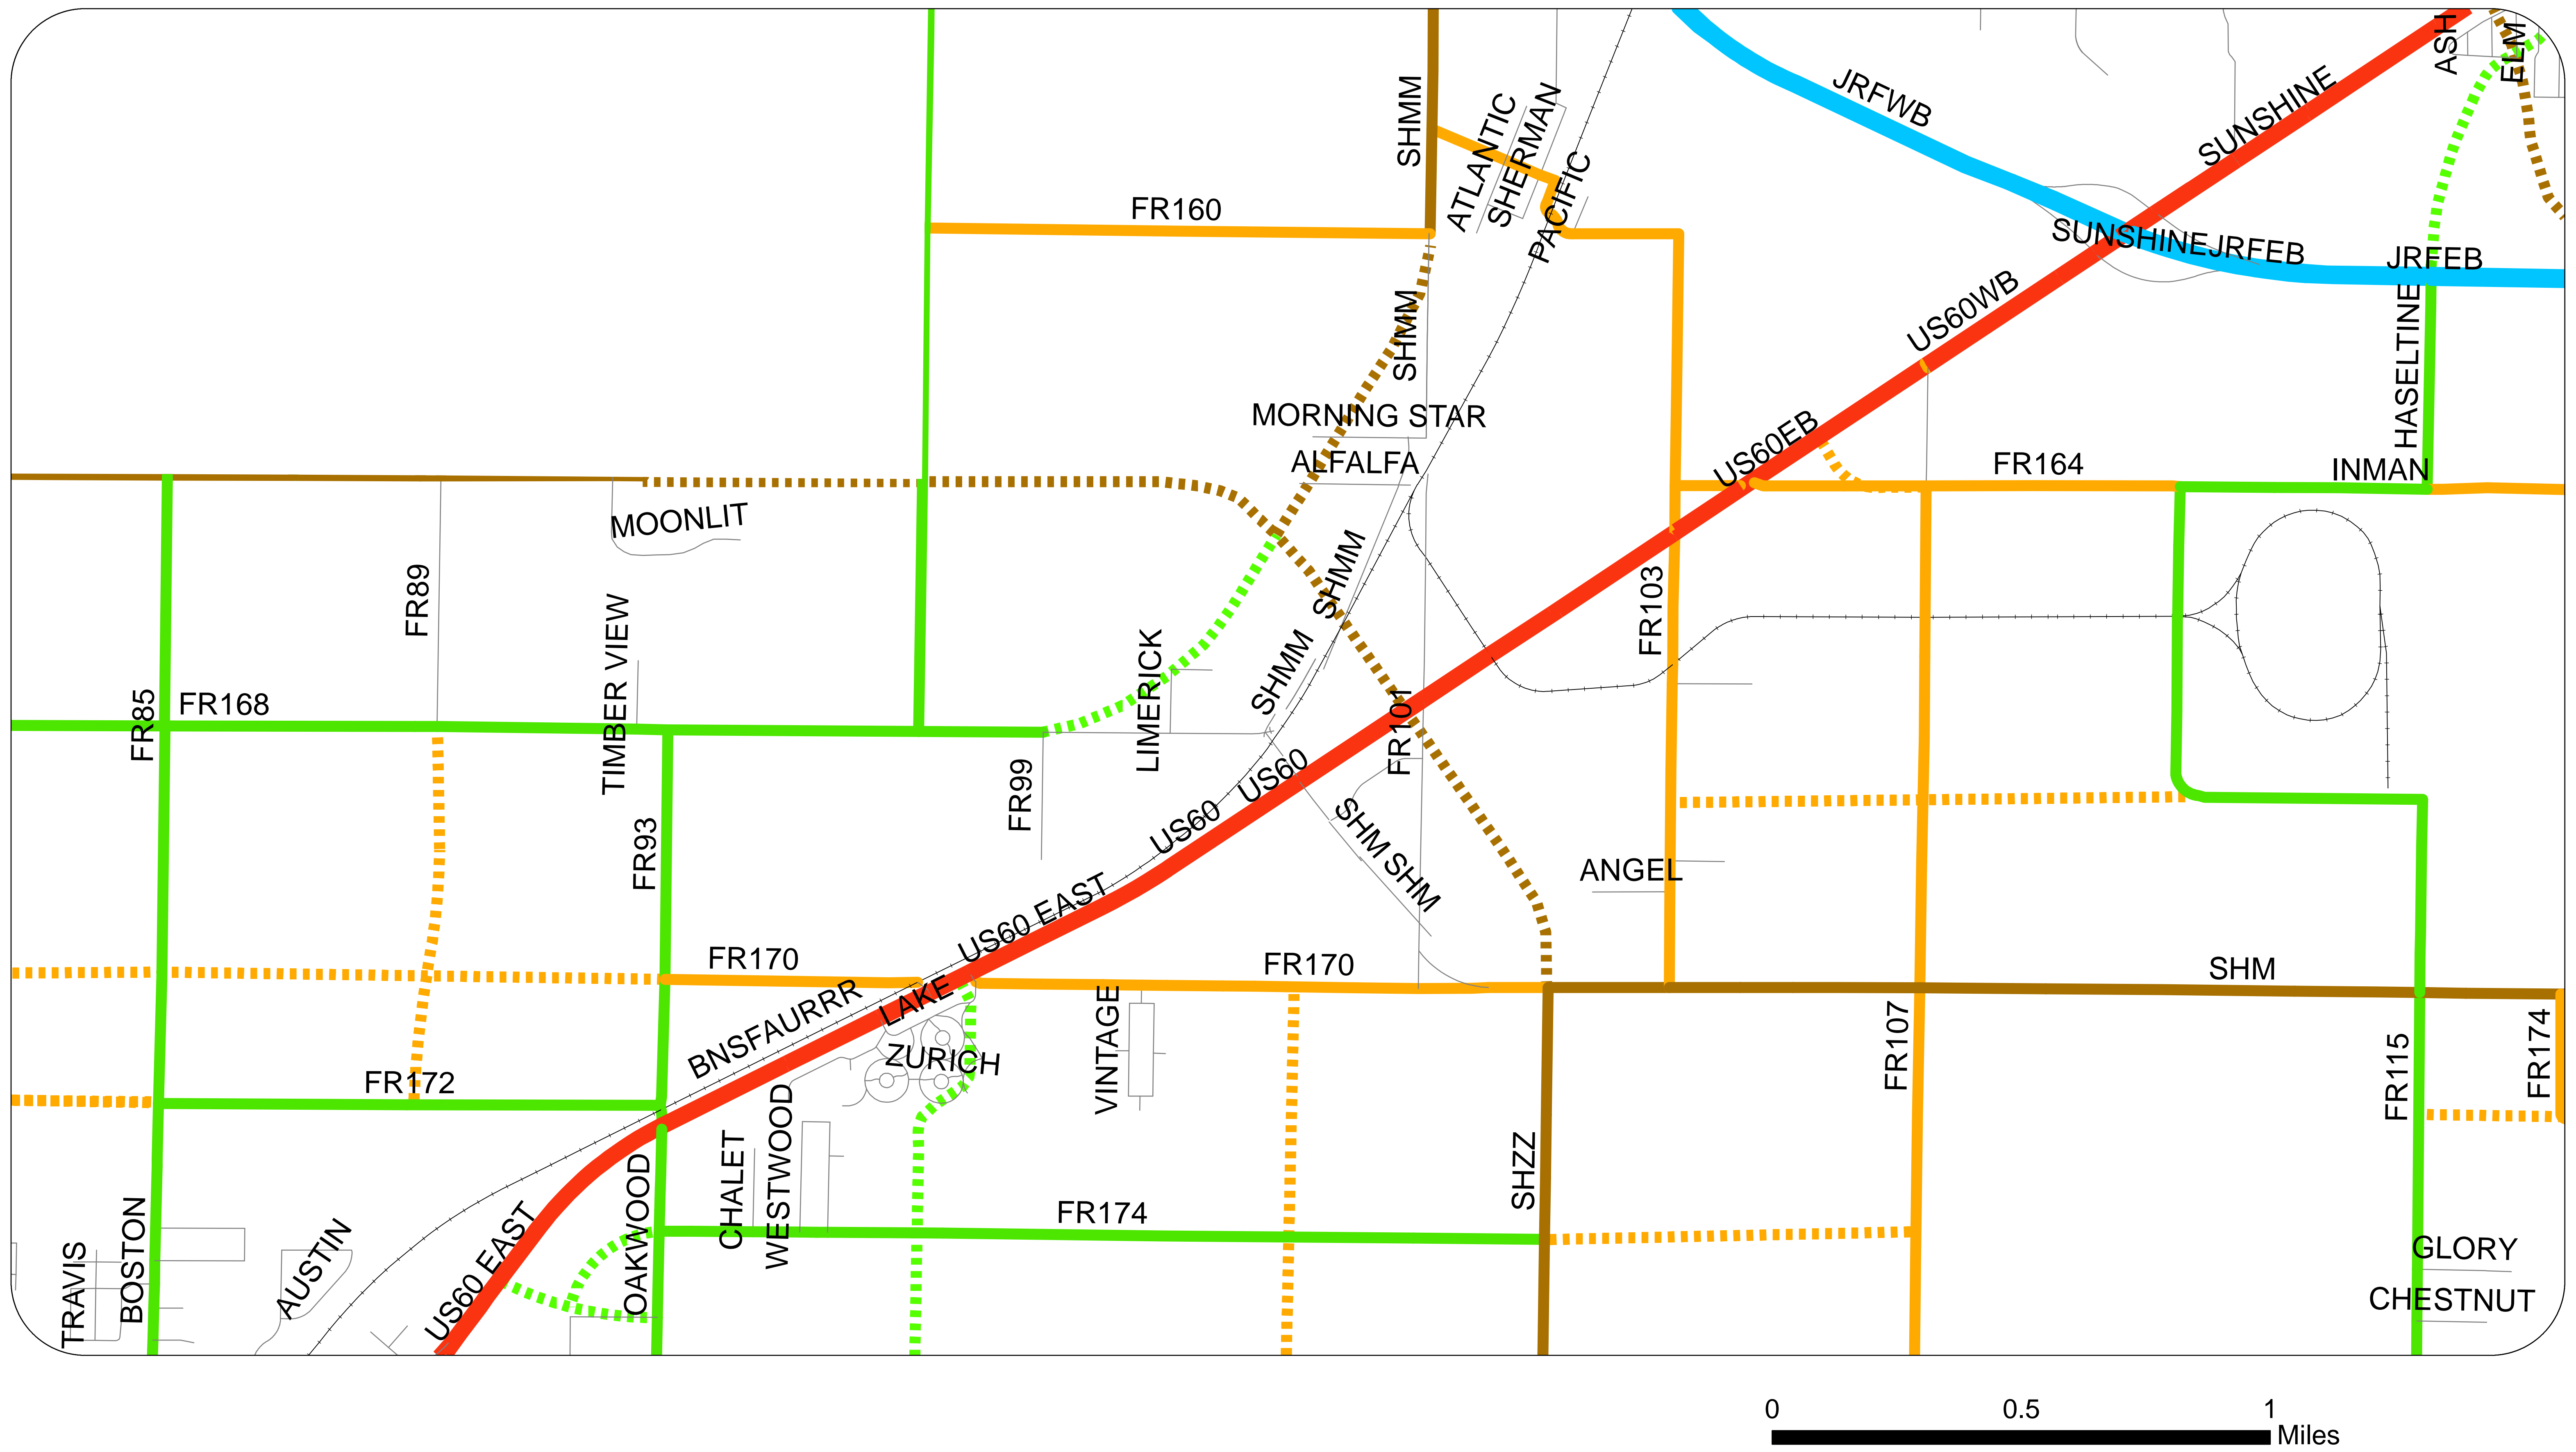 ASH
ELM
JRFWB
SUNSHINE
SHMM
ATLANTIC
SHERMAN
PACIFIC
FR160
SUNSHINEJRFEB
JRFEB
US60WB
HASELTINE
SHMM
MORNING STAR
ALFALFA
US60EB
FR164
INMAN
MOONLIT
FR89
TIMBER VIEW
SHMM
SHMM
FR103
LIMERICK
FR85
FR168
FR101
US60
FR99
US60
FR93
SHM SHM
ANGEL
US60 EAST
FR170
FR170
SHM
LAKE
BNSFAURRR
ZURICH
VINTAGE
FR172
FR107
FR115
FR174
WESTWOOD
CHALET
SHZZ
OAKWOOD
FR174
US60 EAST
BOSTON
TRAVIS
AUSTIN
GLORY
CHESTNUT
0 0.5 1
Miles